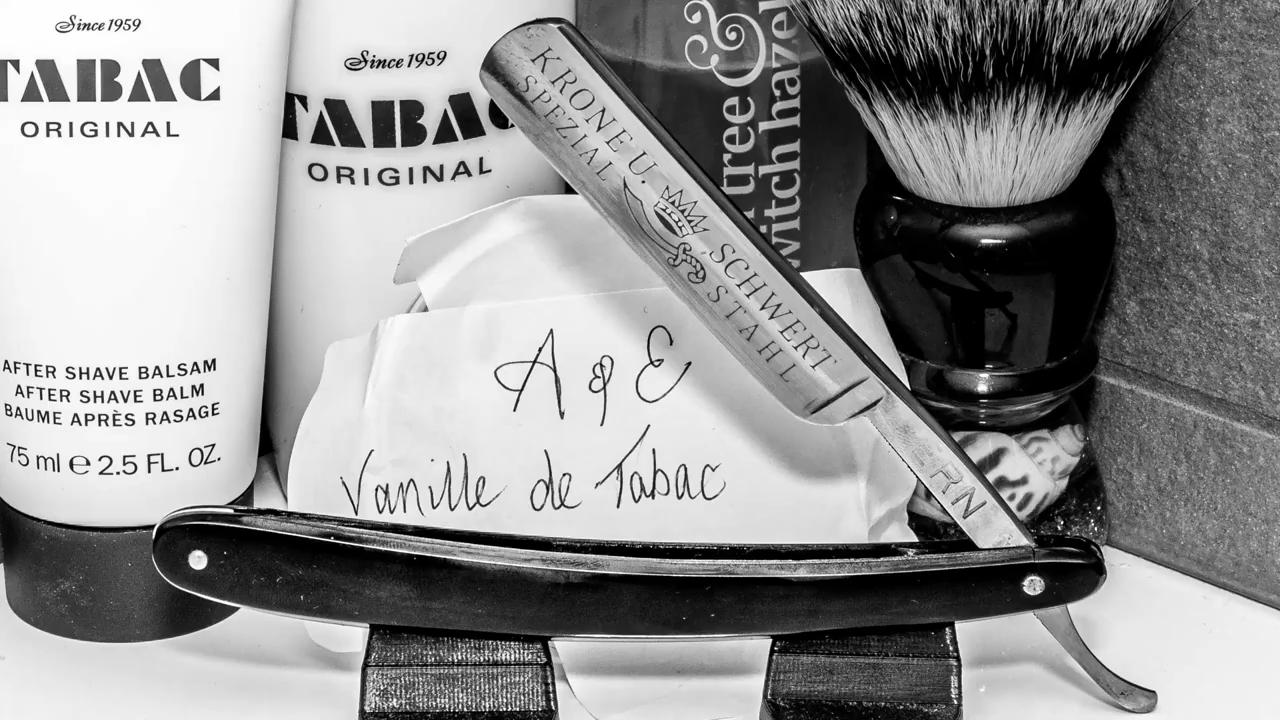 Since 1959
TABAC
ORIGINAL
AFTER SHAVE BALSAM
AFTER SHAVE BALM
BAUME APRÈS RASAGE
75 ml e 2.5 FL. OZ.
Since 1959
TABAC
ORIGINAL
tree &
witch hazel
KRONE U. SCHWERT
SPEZIAL STAHL
A & E
Vanille de Tabac